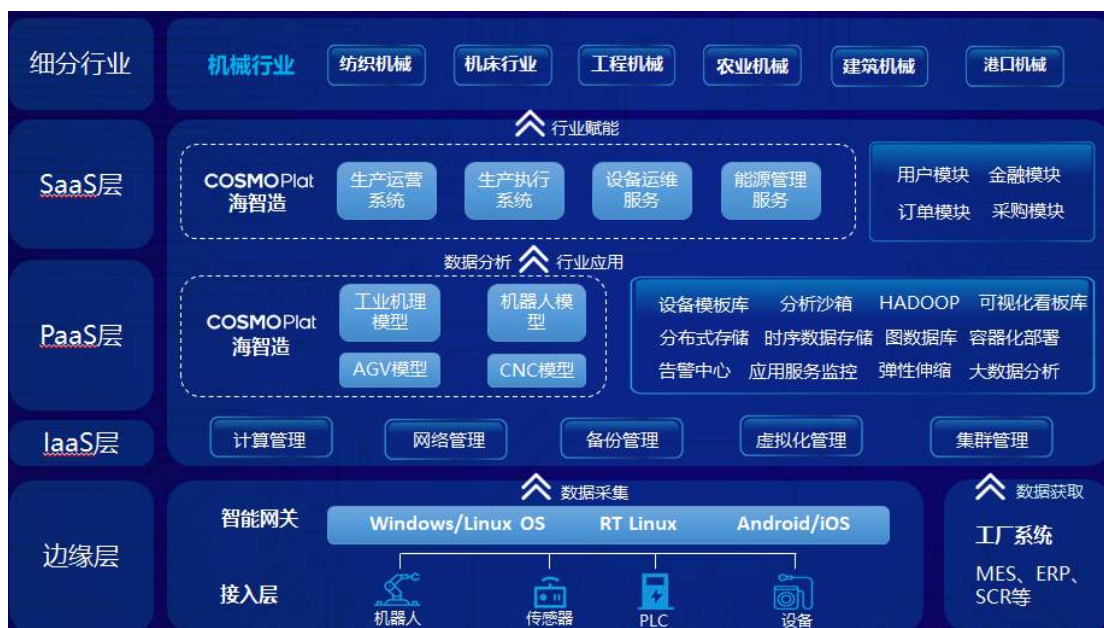 细分行业
机械行业 纺织机械 机床行业 工程机械 农业机械 建筑机械 港口机械
行业赋能
SaaS层
COSMOPlat
海智造
生产运营
系统
生产执行
系统
设备运维
服务
能源管理
服务
用户模块 金融模块
订单模块 采购模块
数据分析 行业应用
PaaS层
COSMOPlat
海智造
工业机理
模型
机器人模
型
AGV模型 CNC模型
设备模板库 分析沙箱 HADOOP 可视化看板库
分布式存储 时序数据存储 图数据库 容器化部署
告警中心 应用服务监控 弹性伸缩 大数据分析
IaaS层
计算管理 网络管理 备份管理 虚拟化管理 集群管理
边缘层
数据采集
智能网关
Windows/Linux OS RT Linux Android/iOS
接入层
机器人 传感器 PLC 设备
数据获取
工厂系统
MES、ERP、
SCR等